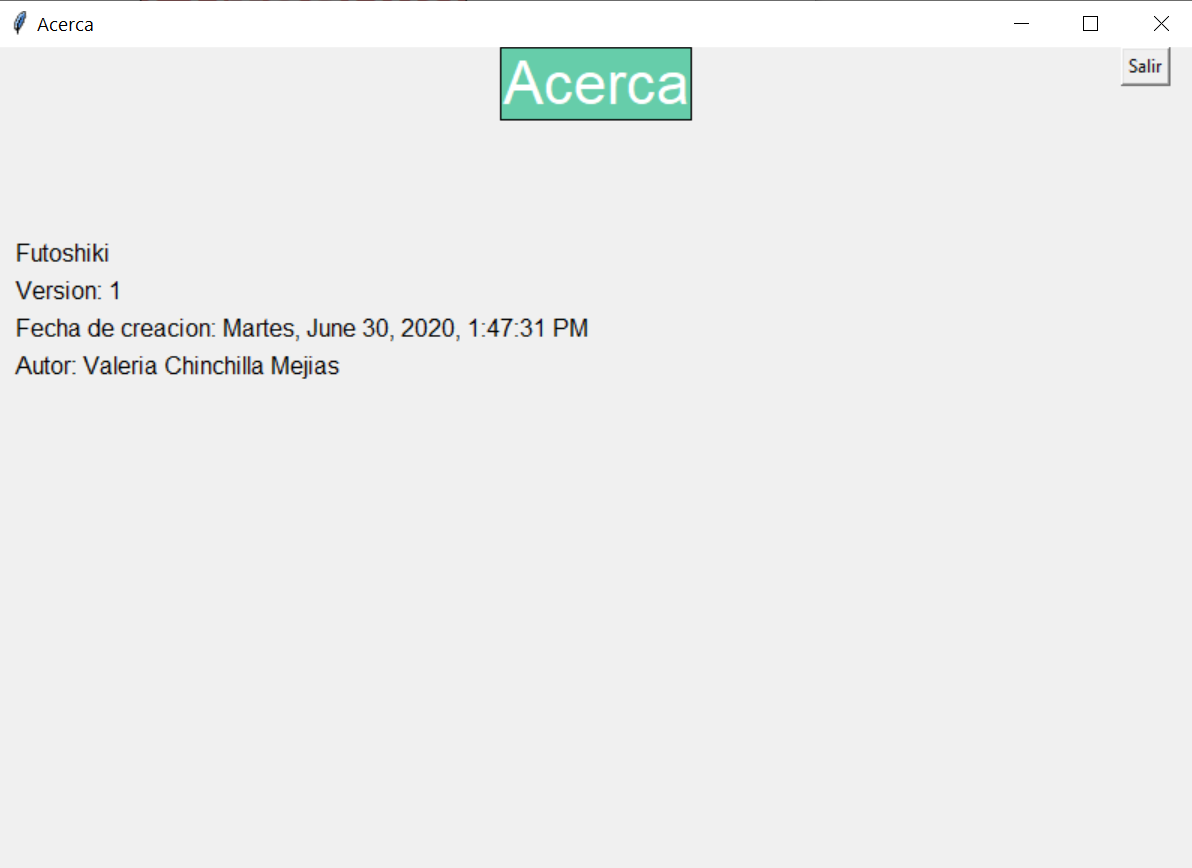 Acerca
Acerca
Salir
Futoshiki
Version: 1
Fecha de creacion: Martes, June 30, 2020, 1:47:31 PM
Autor: Valeria Chinchilla Mejias